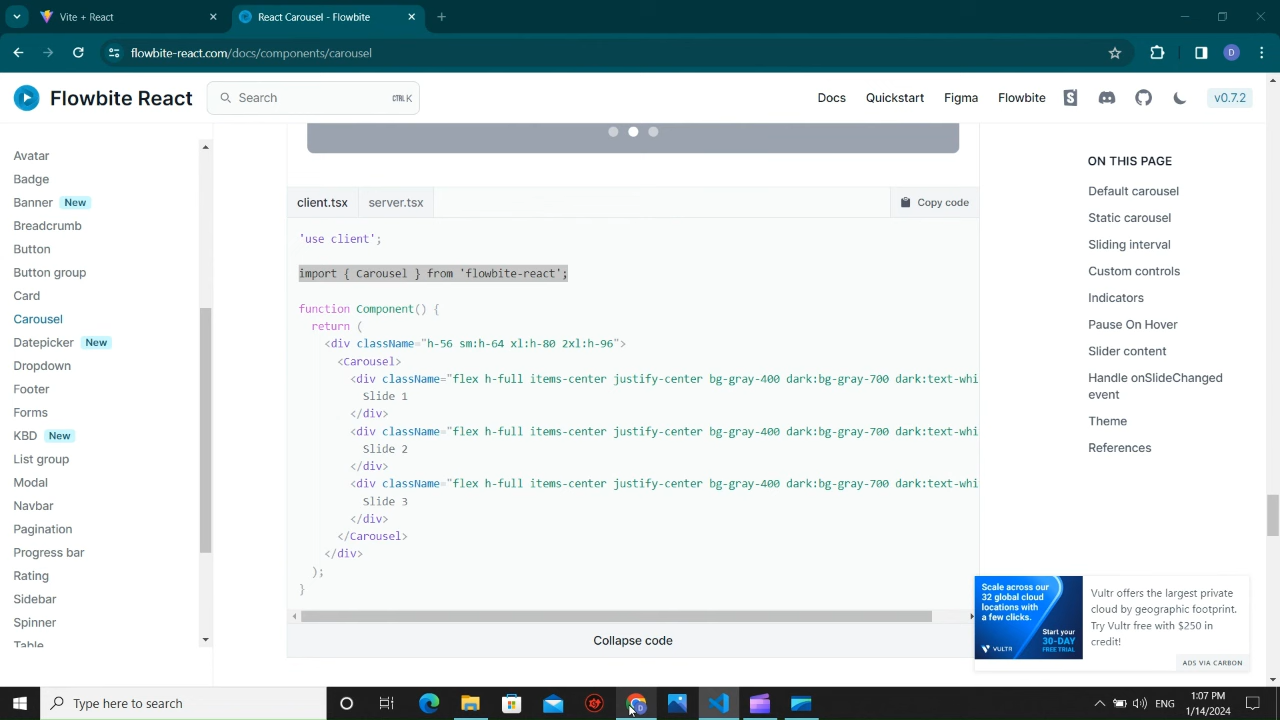 Vite + React
React Carousel - Flowbite
flowbite-react.com/docs/components/carousel
D
Flowbite React
Search
CTRL K
Docs
Quickstart
Figma
Flowbite
v0.7.2
Avatar
Badge
Banner New
Breadcrumb
Button
Button group
Card
Carousel
Datepicker New
Dropdown
Footer
Forms
KBD New
List group
Modal
Navbar
Pagination
Progress bar
Rating
Sidebar
Spinner
Table
client.tsx
server.tsx
Copy code
'use client';
import { Carousel } from 'flowbite-react';
function Component() {
return (
<div className="h-56 sm:h-64 xl:h-80 2xl:h-96">
<Carousel>
<div className="flex h-full items-center justify-center bg-gray-400 dark:bg-gray-700 dark:text-whi
Slide 1
</div>
<div className="flex h-full items-center justify-center bg-gray-400 dark:bg-gray-700 dark:text-whi
Slide 2
</div>
<div className="flex h-full items-center justify-center bg-gray-400 dark:bg-gray-700 dark:text-whi
Slide 3
</div>
</Carousel>
</div>
);
}
Collapse code
ON THIS PAGE
Default carousel
Static carousel
Sliding interval
Custom controls
Indicators
Pause On Hover
Slider content
Handle onSlideChanged
event
Theme
References
Scale across our
32 global cloud
locations with
a few clicks.
Start your
30-DAY
FREE TRIAL
VULTR
Vultr offers the largest private
cloud by geographic footprint.
Try Vultr free with $250 in
credit!
ADS VIA CARBON
Type here to search
ENG
1:07 PM
1/14/2024